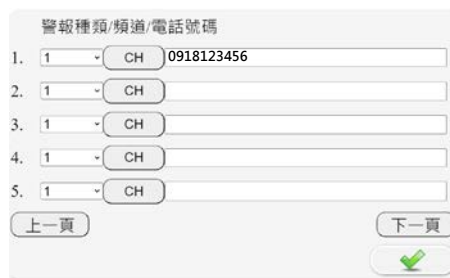 警報種類/頻道/電話號碼
1. 1 CH 0918123456
2. 1 CH
3. 1 CH
4. 1 CH
5. 1 CH
上一頁 下一頁